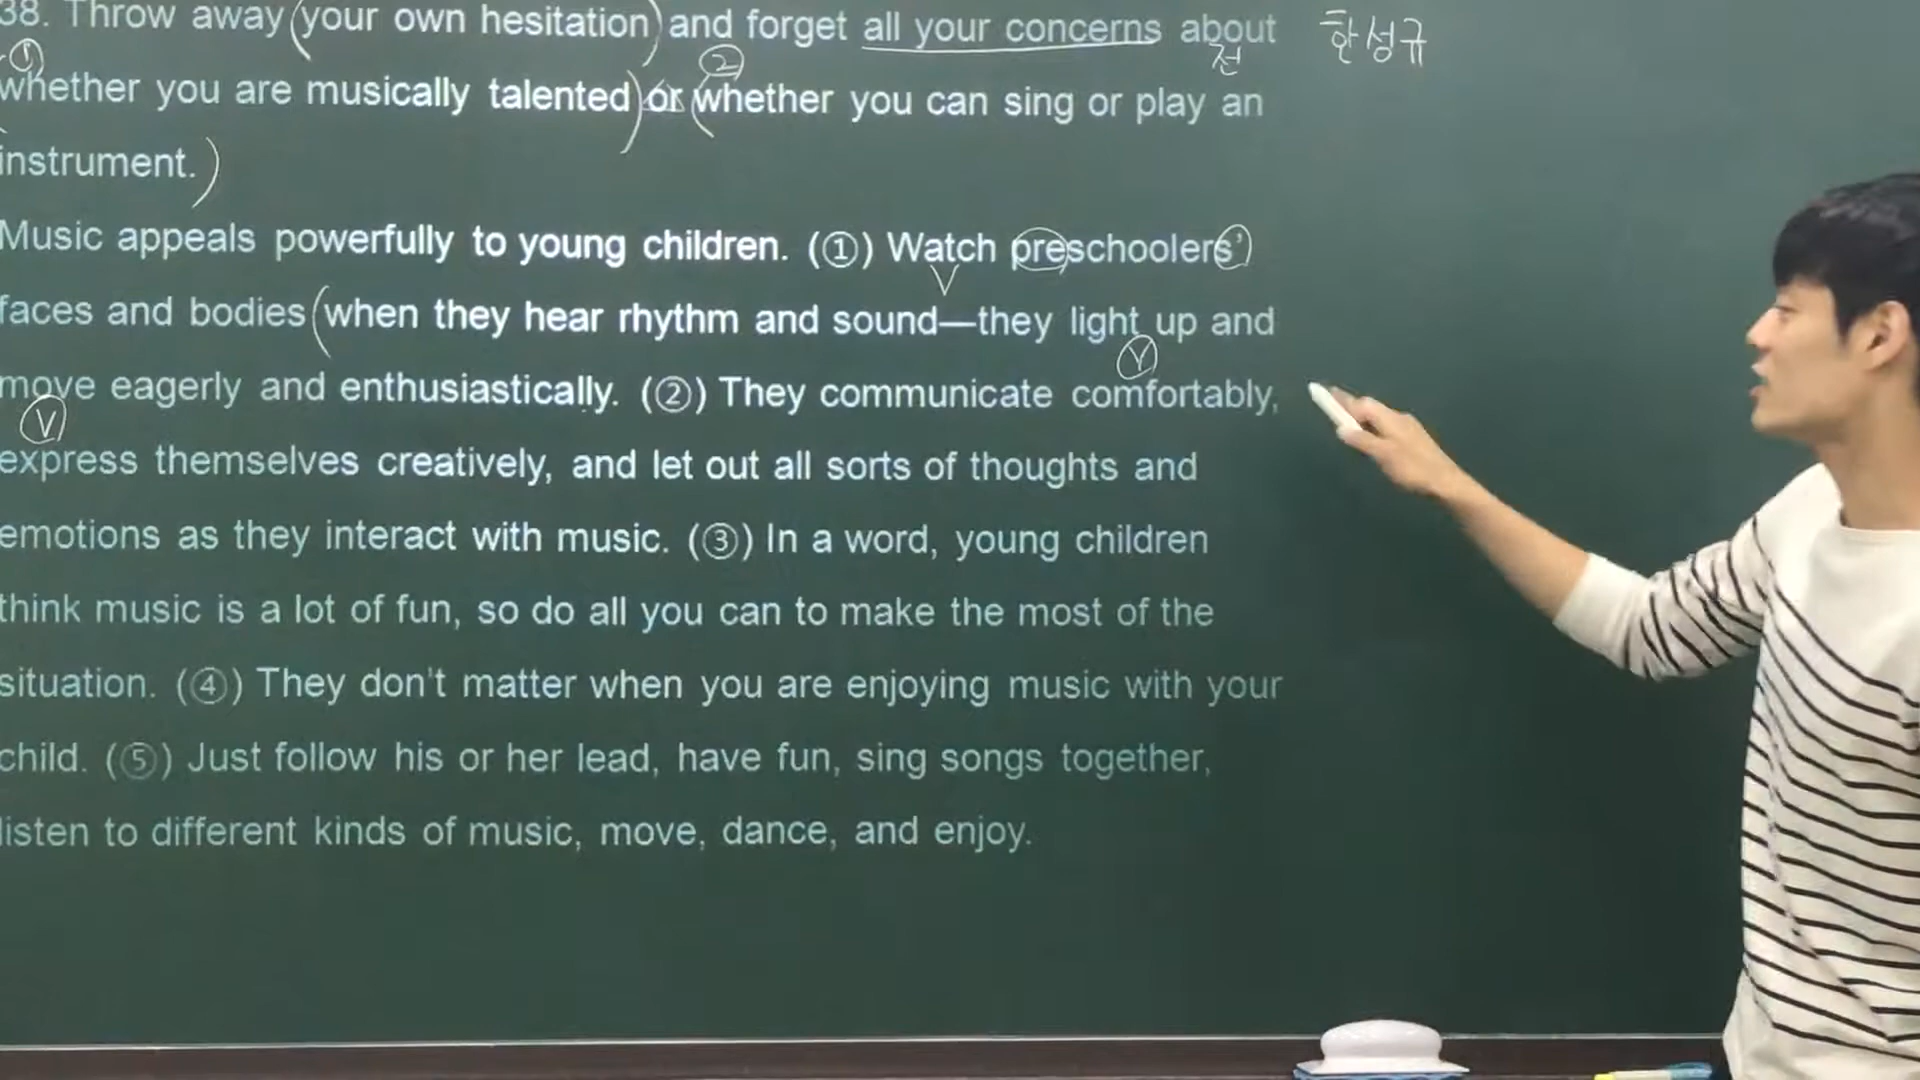 38. Throw away (your own hesitation) and forget all your concerns about 한성규
① ② 전
whether you are musically talented) or (whether you can sing or play an
instrument.)
Music appeals powerfully to young children. (①) Watch preschoolers'
V
faces and bodies (when they hear rhythm and sound—they light up and
V
move eagerly and enthusiastically. (②) They communicate comfortably,
V
express themselves creatively, and let out all sorts of thoughts and
emotions as they interact with music. (③) In a word, young children
think music is a lot of fun, so do all you can to make the most of the
situation. (④) They don't matter when you are enjoying music with your
child. (⑤) Just follow his or her lead, have fun, sing songs together,
listen to different kinds of music, move, dance, and enjoy.